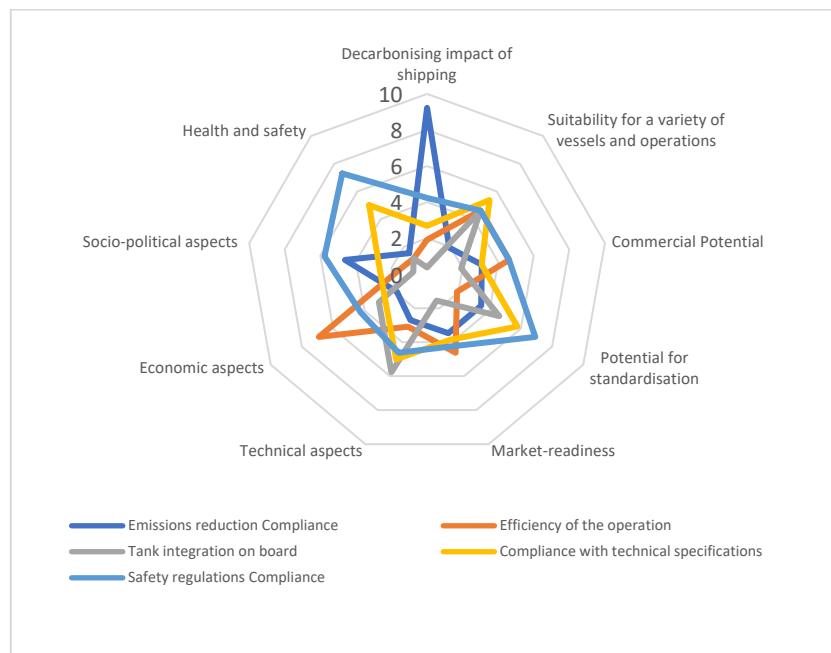 Decarbonising impact of
shipping
10
8
6
4
2
0
Suitability for a variety of
vessels and operations
Commercial Potential
Potential for
standardisation
Market-readiness
Technical aspects
Economic aspects
Socio-political aspects
Health and safety
Emissions reduction Compliance
Efficiency of the operation
Tank integration on board
Compliance with technical specifications
Safety regulations Compliance